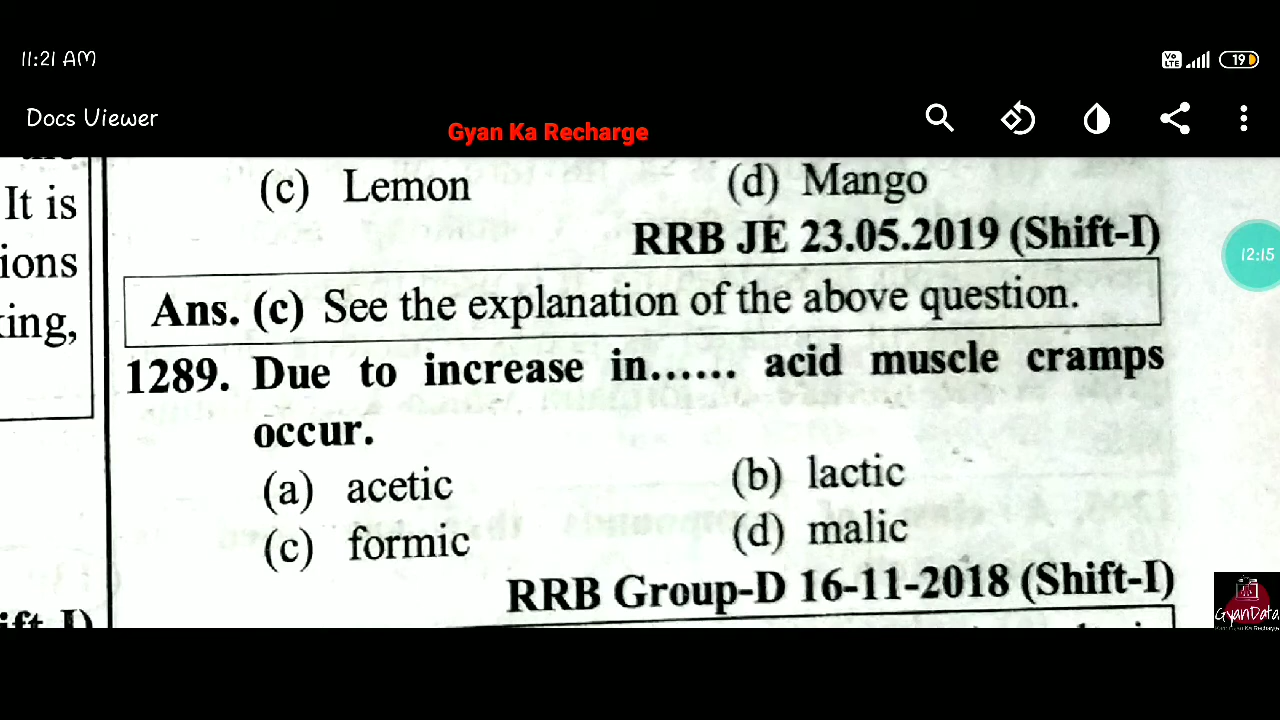 11:21 AM
Vo LTE
19
Docs Viewer
Gyan Ka Recharge
It is
ions
ing,
(c) Lemon (d) Mango
RRB JE 23.05.2019 (Shift-I)
12:15
Ans. (c) See the explanation of the above question.
1289. Due to increase in...... acid muscle cramps
occur.
(a) acetic (b) lactic
(c) formic (d) malic
RRB Group-D 16-11-2018 (Shift-I)
GyanData